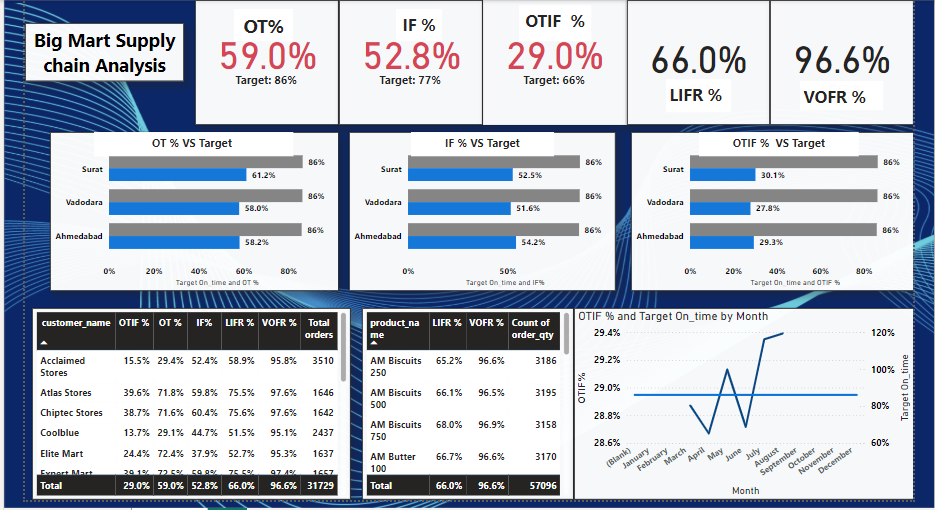 Big Mart Supply
chain Analysis
OT%
59.0%
Target: 86%
IF %
52.8%
Target: 77%
OTIF %
29.0%
Target: 66%
66.0%
LIFR %
96.6%
VOFR %
OT % VS Target
Surat
86%
61.2%
Vadodara
86%
58.0%
Ahmedabad
86%
58.2%
0% 20% 40% 60% 80%
Target On_time and OT %
IF % VS Target
Surat
86%
52.5%
Vadodara
86%
51.6%
Ahmedabad
86%
54.2%
0% 50%
Target On_time and IF%
OTIF % VS Target
Surat
86%
30.1%
Vadodara
86%
27.8%
Ahmedabad
86%
29.3%
0% 20% 40% 60% 80%
Target On_time and OTIF %
customer_name OTIF % OT % IF% LIFR % VOFR % Total
orders
Acclaimed
Stores 15.5% 29.4% 52.4% 58.9% 95.8% 3510
Atlas Stores 39.6% 71.8% 59.8% 75.5% 97.6% 1646
Chiptec Stores 38.7% 71.6% 60.4% 75.6% 97.6% 1642
Coolblue 13.7% 29.1% 44.7% 51.5% 95.1% 2437
Elite Mart 24.4% 72.4% 37.9% 52.7% 95.3% 1637
Expert Mart 39.1% 72.5% 59.8% 75.5% 97.4% 1657
Total 29.0% 59.0% 52.8% 66.0% 96.6% 31729
product_na
me LIFR % VOFR % Count of
order_qty
AM Biscuits
250 65.2% 96.6% 3186
AM Biscuits
500 66.1% 96.5% 3195
AM Biscuits
750 68.0% 96.9% 3158
AM Butter
100 66.7% 96.6% 3170
Total 66.0% 96.6% 57096
OTIF % and Target On_time by Month
OTIF%
29.4%
29.2%
29.0%
28.8%
28.6%
120%
100%
80%
60%
Target On_time
(Blank) January February March April May June July August September October November December
Month